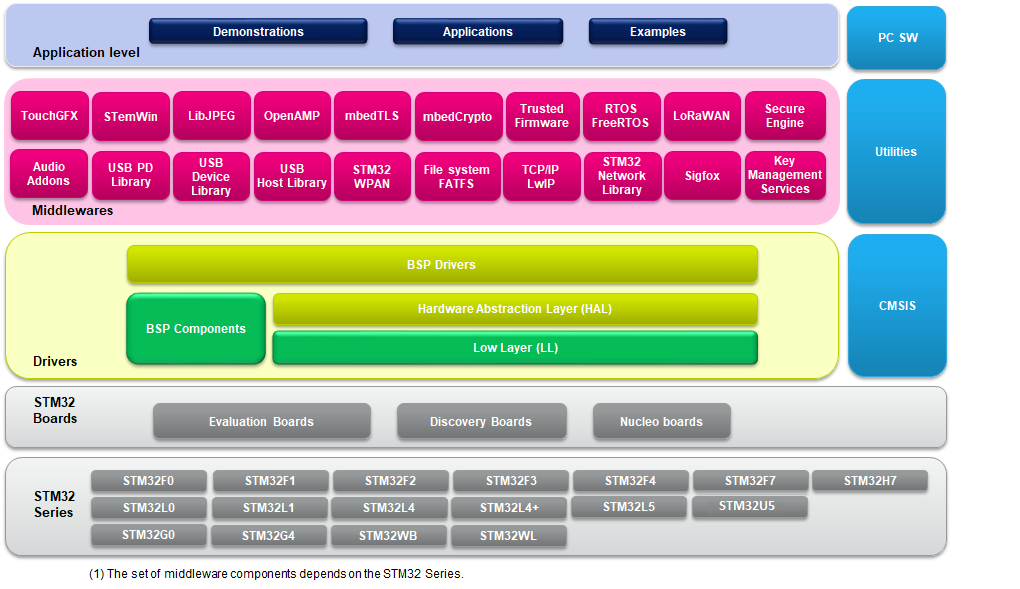 Demonstrations
Applications
Examples
Application level
PC SW
TouchGFX
STemWin
LibJPEG
OpenAMP
mbedTLS
mbedCrypto
Trusted
Firmware
RTOS
FreeRTOS
LoRaWAN
Secure
Engine
Audio
Addons
USB PD
Library
USB
Device
Library
USB
Host Library
STM32
WPAN
File system
FATFS
TCP/IP
LwIP
STM32
Network
Library
Sigfox
Key
Management
Services
Middlewares
Utilities
BSP Drivers
BSP Components
Hardware Abstraction Layer (HAL)
Low Layer (LL)
Drivers
CMSIS
STM32
Boards
Evaluation Boards
Discovery Boards
Nucleo boards
STM32
Series
STM32F0
STM32F1
STM32F2
STM32F3
STM32F4
STM32F7
STM32H7
STM32L0
STM32L1
STM32L4
STM32L4+
STM32L5
STM32U5
STM32G0
STM32G4
STM32WB
STM32WL
(1) The set of middleware components depends on the STM32 Series.